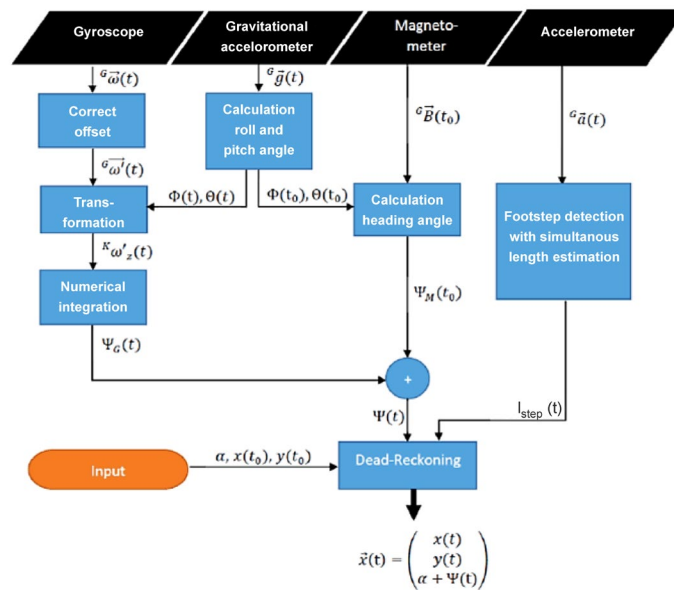 Gyroscope
Gravitational
accelorometer
Magneto-
meter
Accelerometer
ᴳω⃗(t)
ᴳg⃗(t)
ᴳB⃗(t₀)
ᴳa⃗(t)
Correct
offset
Calculation
roll and
pitch angle
ᴳω⃗'(t)
Φ(t), Θ(t)
Φ(t₀), Θ(t₀)
Trans-
formation
Calculation
heading angle
Footstep detection
with simultanous
length estimation
ᴷω'_z(t)
Numerical
integration
Ψ_M(t₀)
Ψ_G(t)
+
Ψ(t)
l_step (t)
Input
α, x(t₀), y(t₀)
Dead-Reckoning
x⃗(t) = ( x(t)
y(t)
α + Ψ(t) )